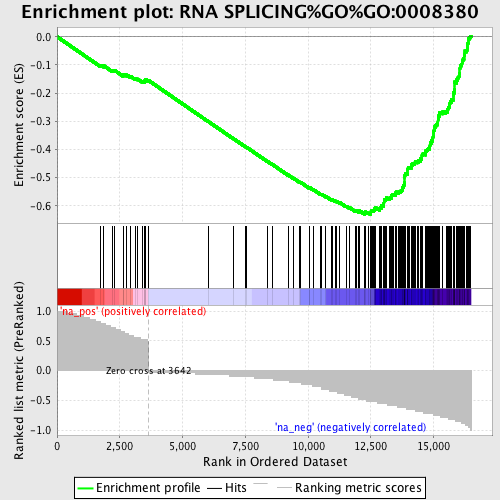 Enrichment plot: RNA SPLICING%GO%GO:0008380
Enrichment score (ES)
0.0
-0.1
-0.2
-0.3
-0.4
-0.5
-0.6
Ranked list metric (PreRanked)
'na_pos' (positively correlated)
1.0
0.5
0.0
-0.5
-1.0
Zero cross at 3642
'na_neg' (negatively correlated)
0
2,500
5,000
7,500
10,000
12,500
15,000
Rank in Ordered Dataset
Enrichment profile
Hits
Ranking metric scores